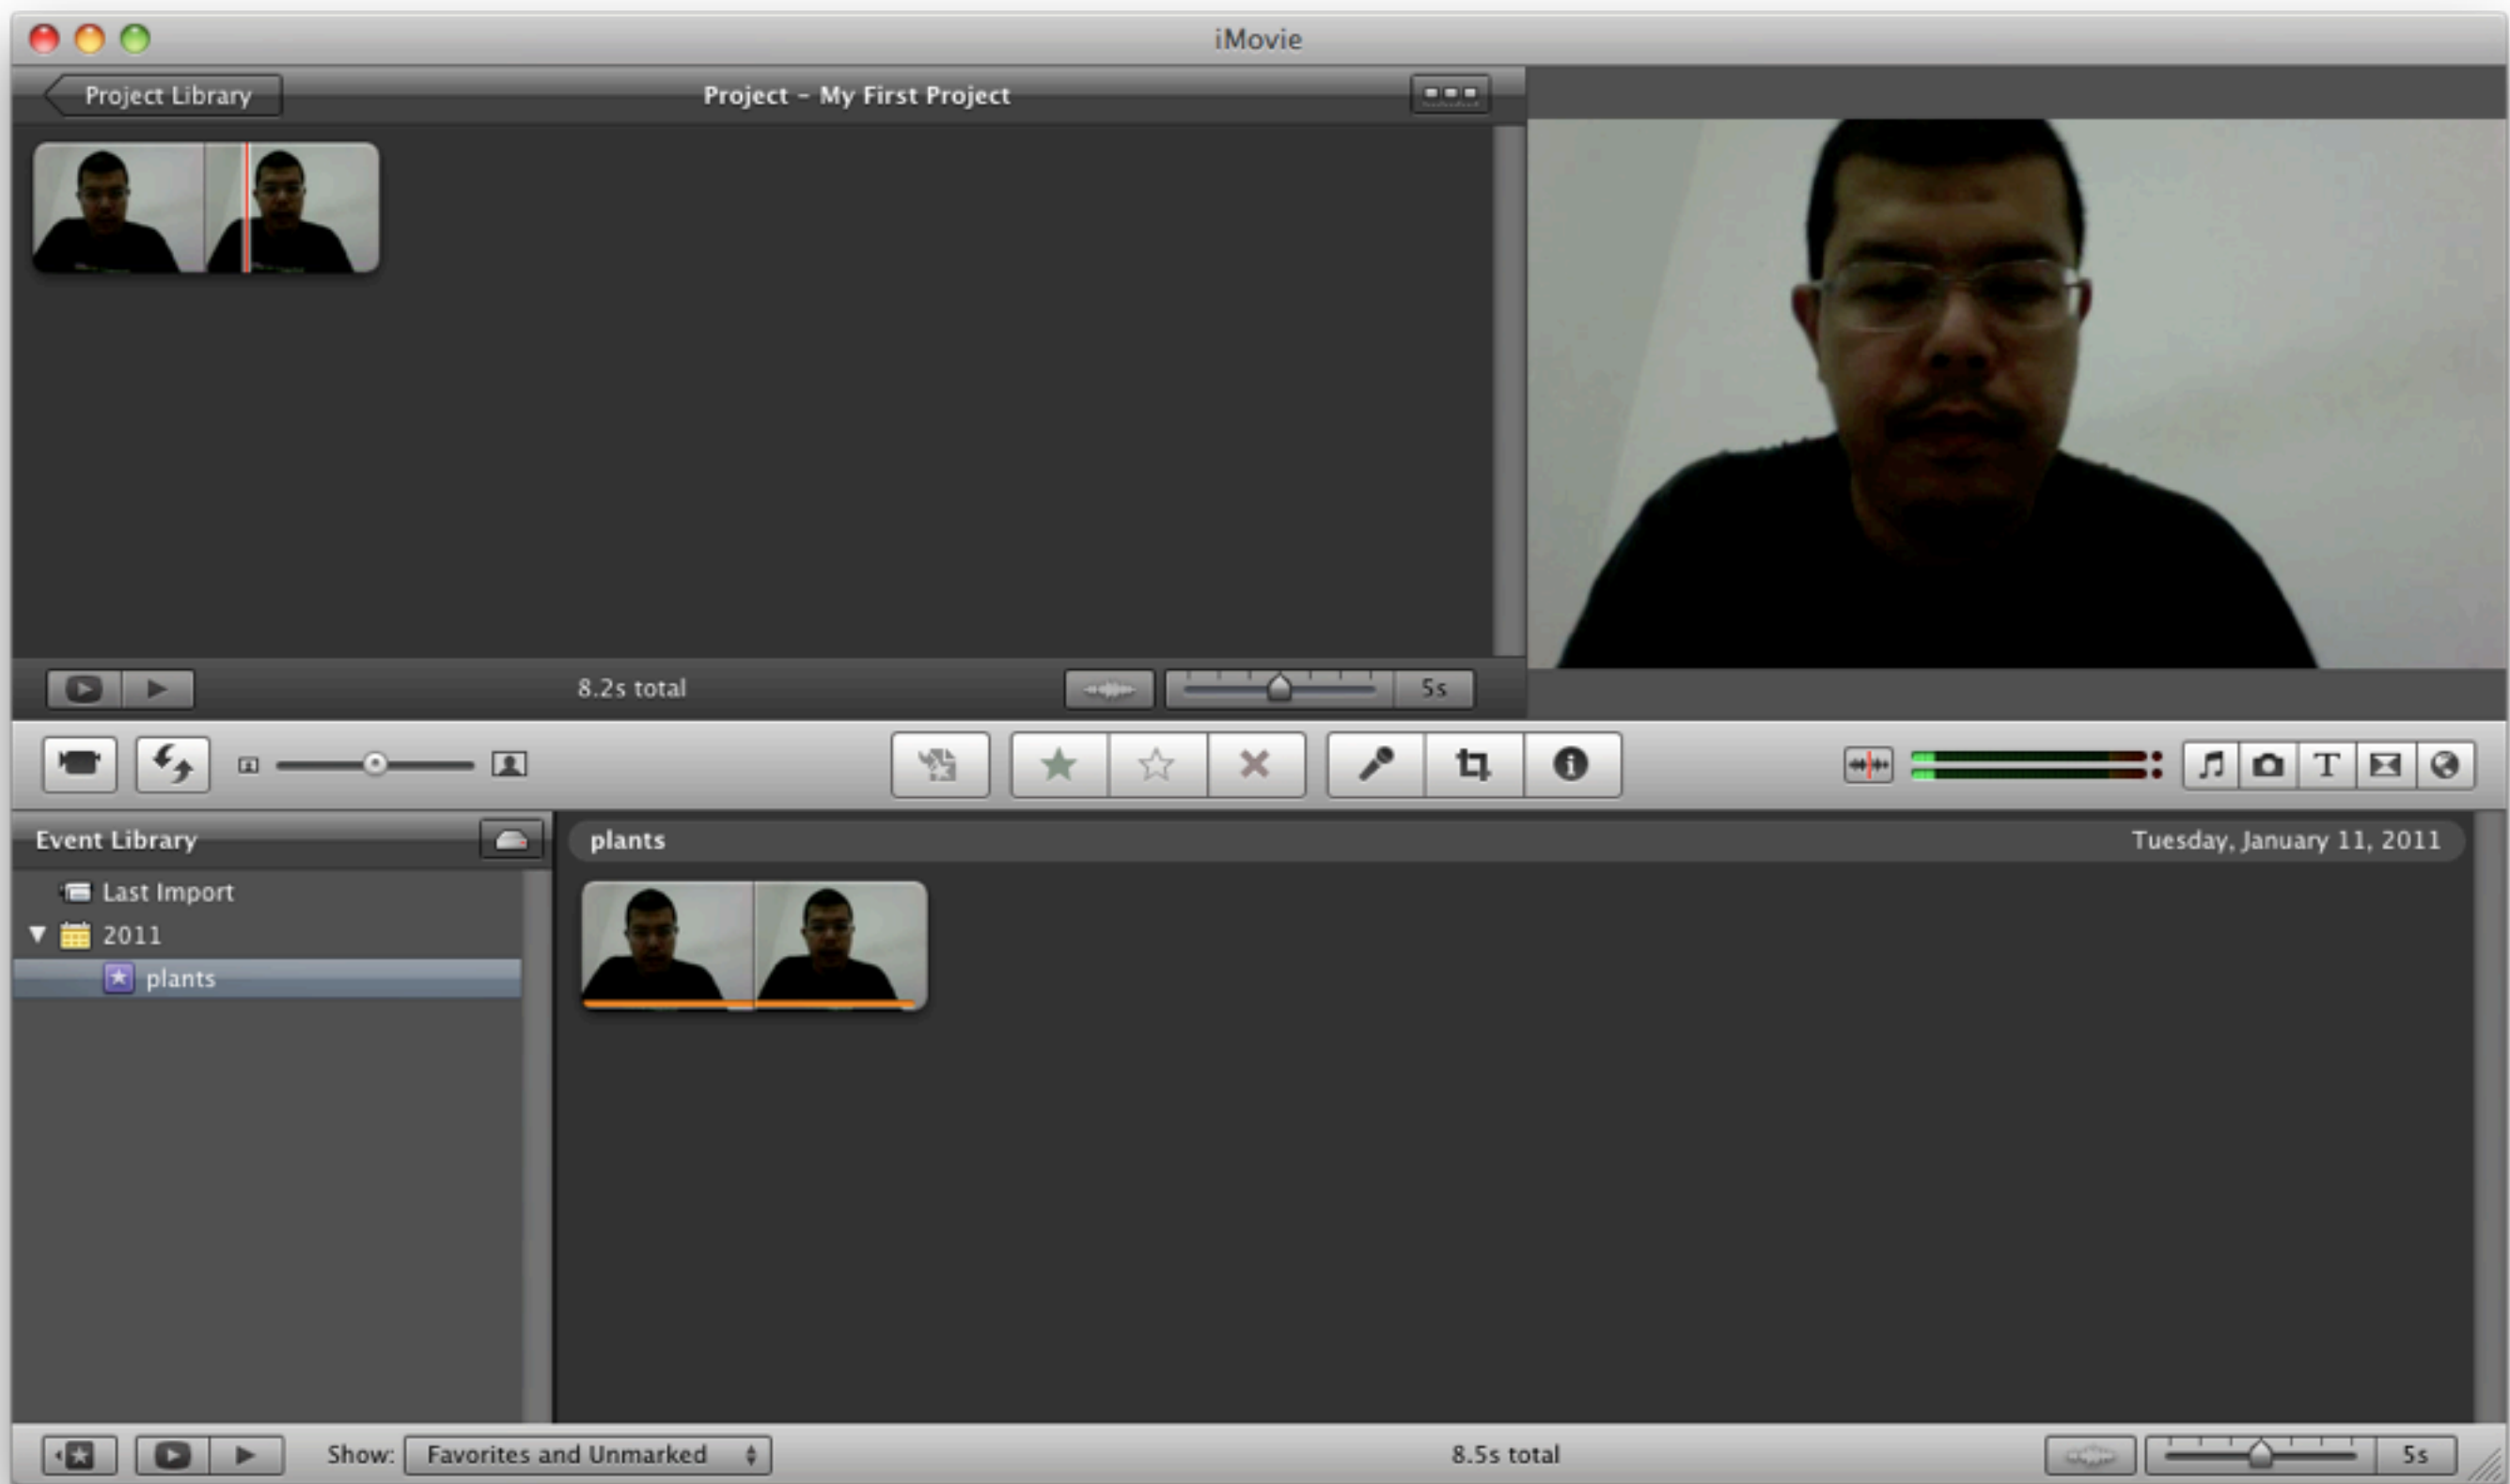 iMovie
Project Library
Project - My First Project
8.2s total
5s
T
Event Library
plants
Tuesday, January 11, 2011
Last Import
2011
plants
Show: Favorites and Unmarked
8.5s total
5s